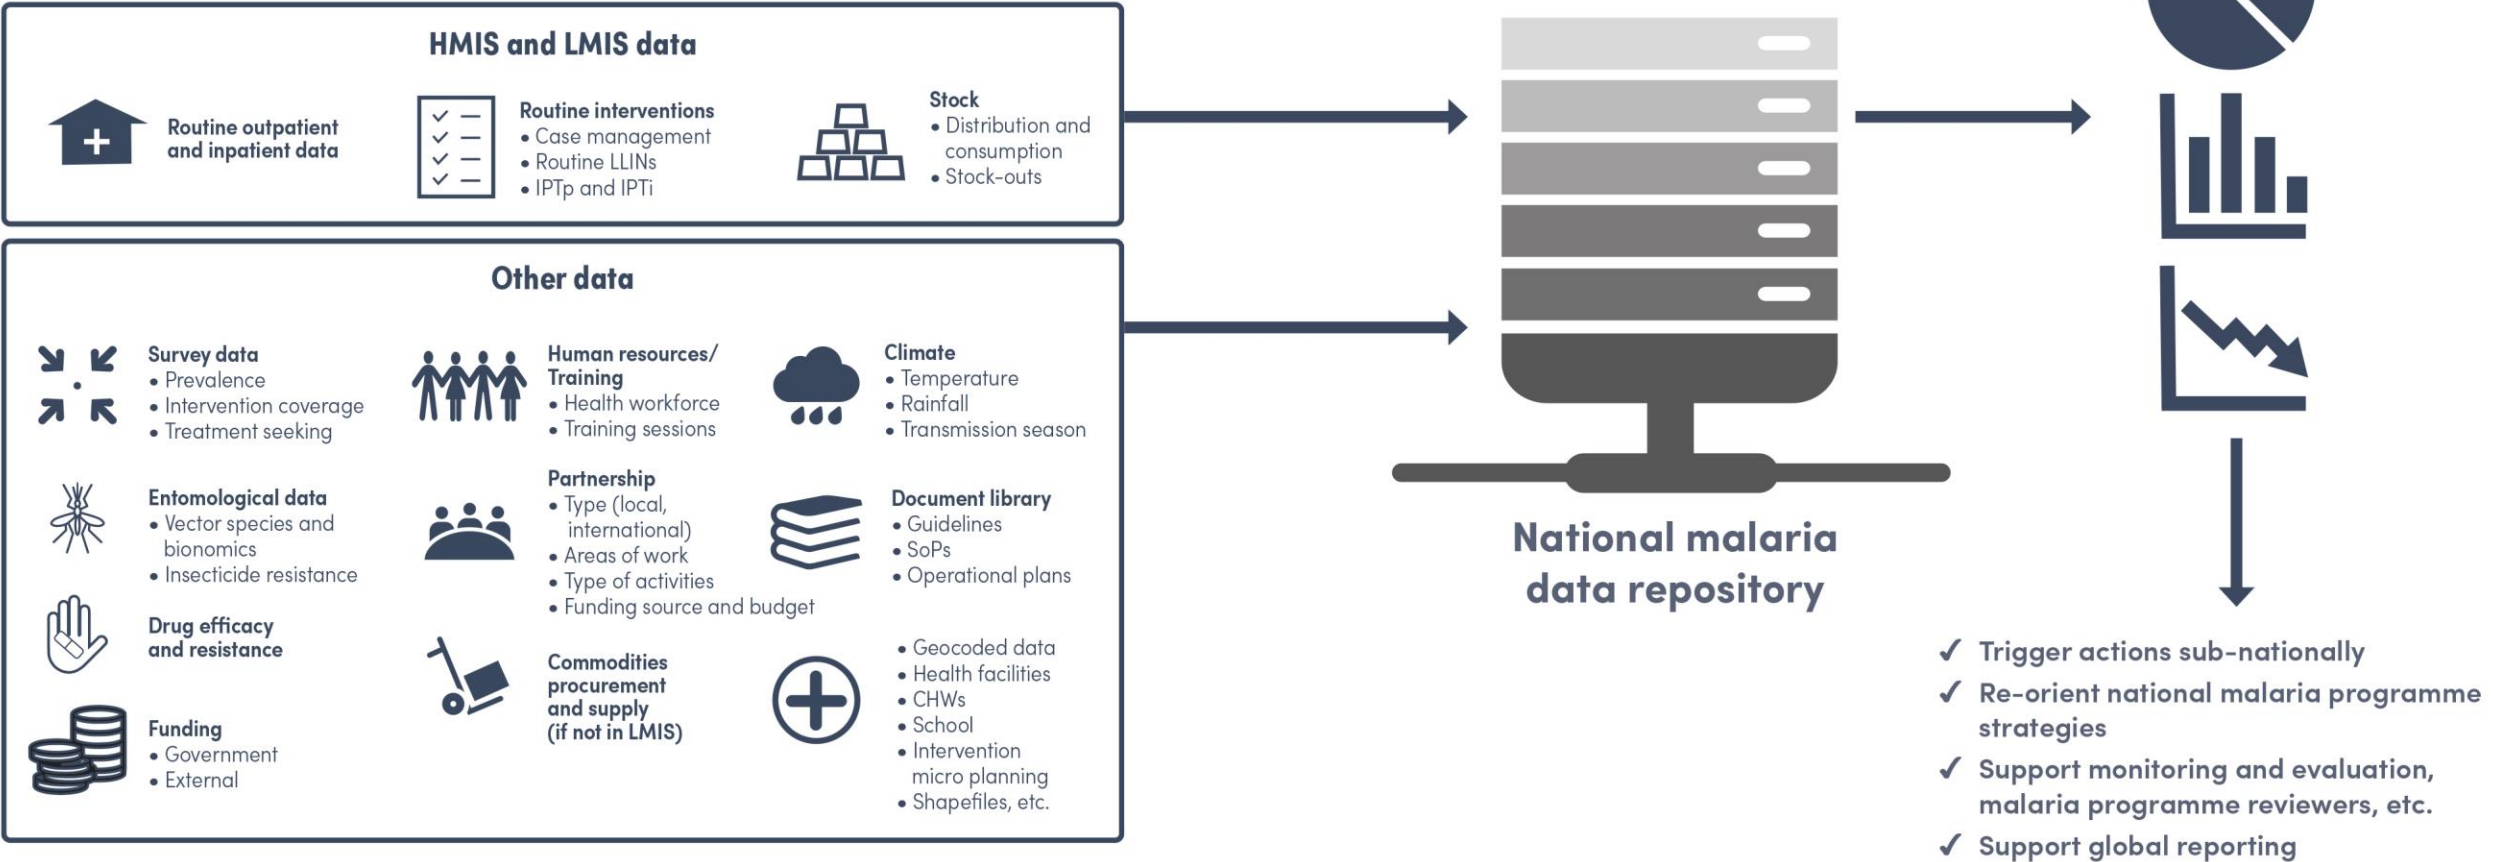 HMIS and LMIS data
Routine outpatient
and inpatient data
Routine interventions
• Case management
• Routine LLINs
• IPTp and IPTi
Stock
• Distribution and
consumption
• Stock-outs
Other data
Survey data
• Prevalence
• Intervention coverage
• Treatment seeking
Human resources/
Training
• Health workforce
• Training sessions
Climate
• Temperature
• Rainfall
• Transmission season
Entomological data
• Vector species and
bionomics
• Insecticide resistance
Partnership
• Type (local,
international)
• Areas of work
• Type of activities
• Funding source and budget
Document library
• Guidelines
• SoPs
• Operational plans
Drug efficacy
and resistance
Commodities
procurement
and supply
(if not in LMIS)
• Geocoded data
• Health facilities
• CHWs
• School
• Intervention
micro planning
• Shapefiles, etc.
Funding
• Government
• External
National malaria
data repository
✓ Trigger actions sub-nationally
✓ Re-orient national malaria programme
strategies
✓ Support monitoring and evaluation,
malaria programme reviewers, etc.
✓ Support global reporting